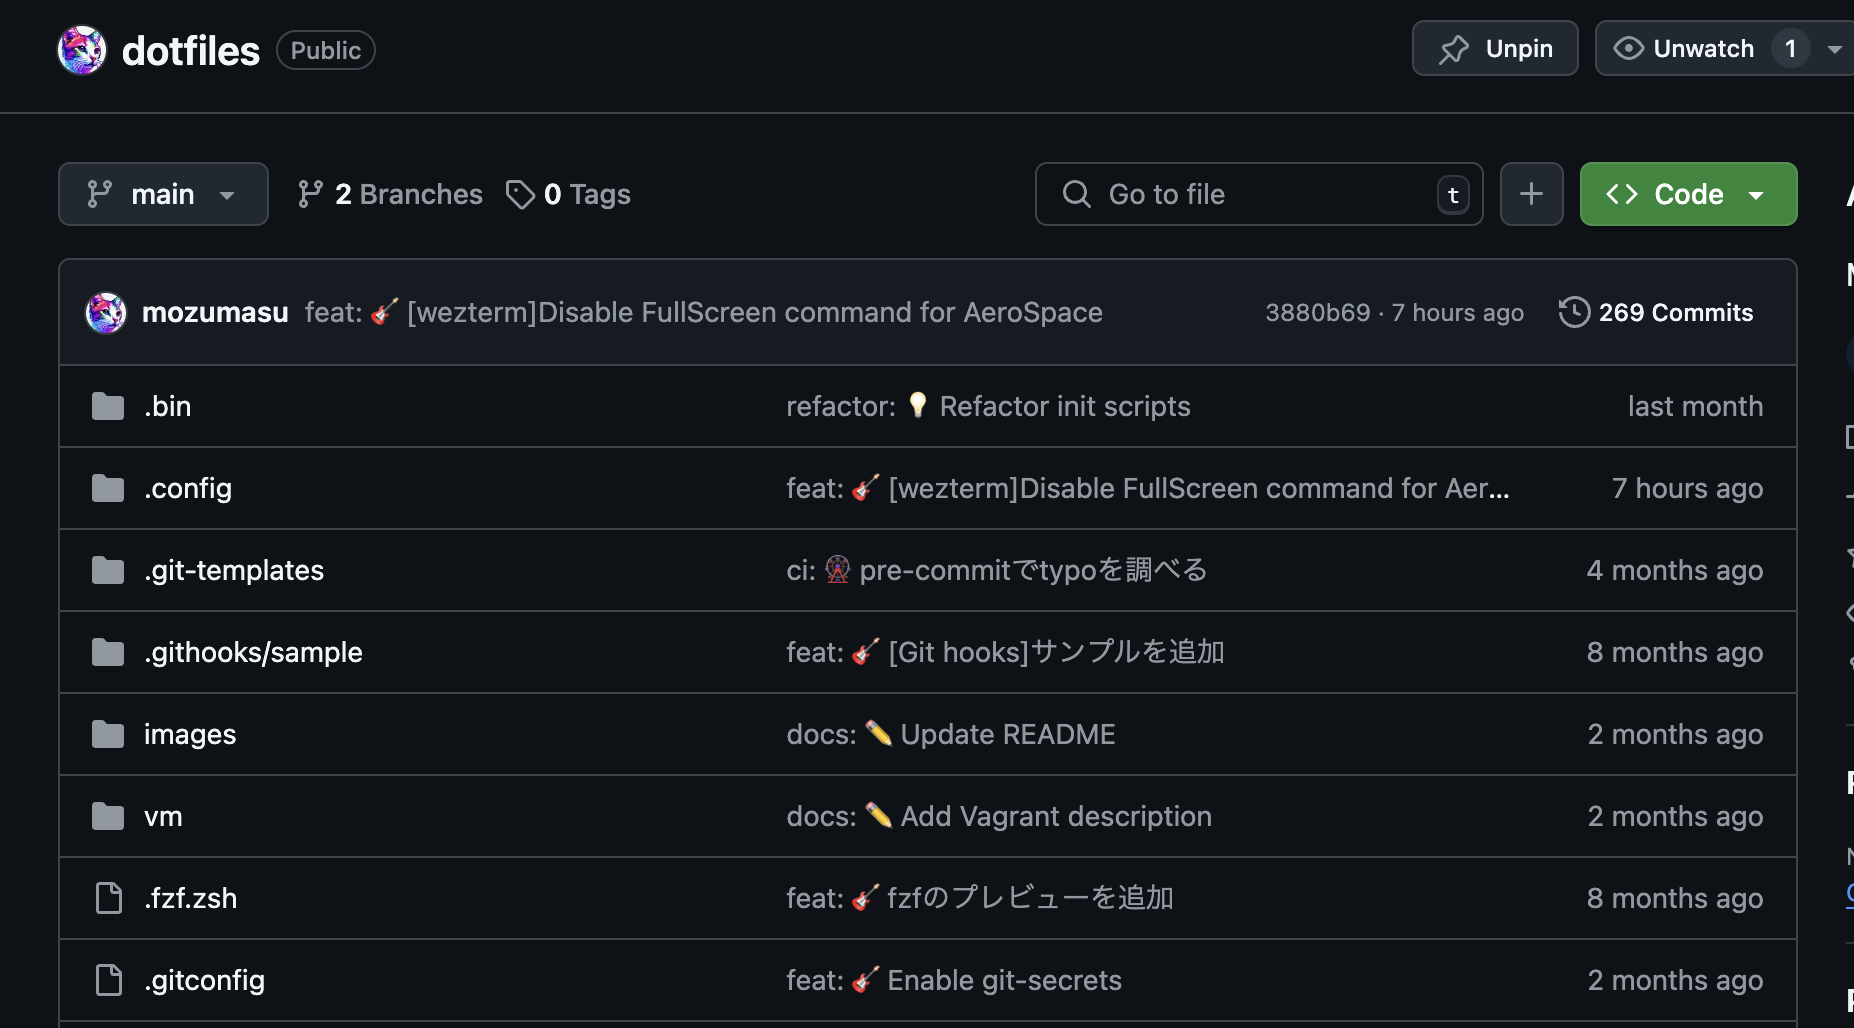 dotfiles Public Unpin Unwatch 1
main 2 Branches 0 Tags Go to file t Code
mozumasu feat: 🎸 [wezterm]Disable FullScreen command for AeroSpace 3880b69 · 7 hours ago 269 Commits
.bin refactor: 💡 Refactor init scripts last month
.config feat: 🎸 [wezterm]Disable FullScreen command for Aer... 7 hours ago
.git-templates ci: 🎡 pre-commitでtypoを調べる 4 months ago
.githooks/sample feat: 🎸 [Git hooks]サンプルを追加 8 months ago
images docs: ✏️ Update README 2 months ago
vm docs: ✏️ Add Vagrant description 2 months ago
.fzf.zsh feat: 🎸 fzfのプレビューを追加 8 months ago
.gitconfig feat: 🎸 Enable git-secrets 2 months ago